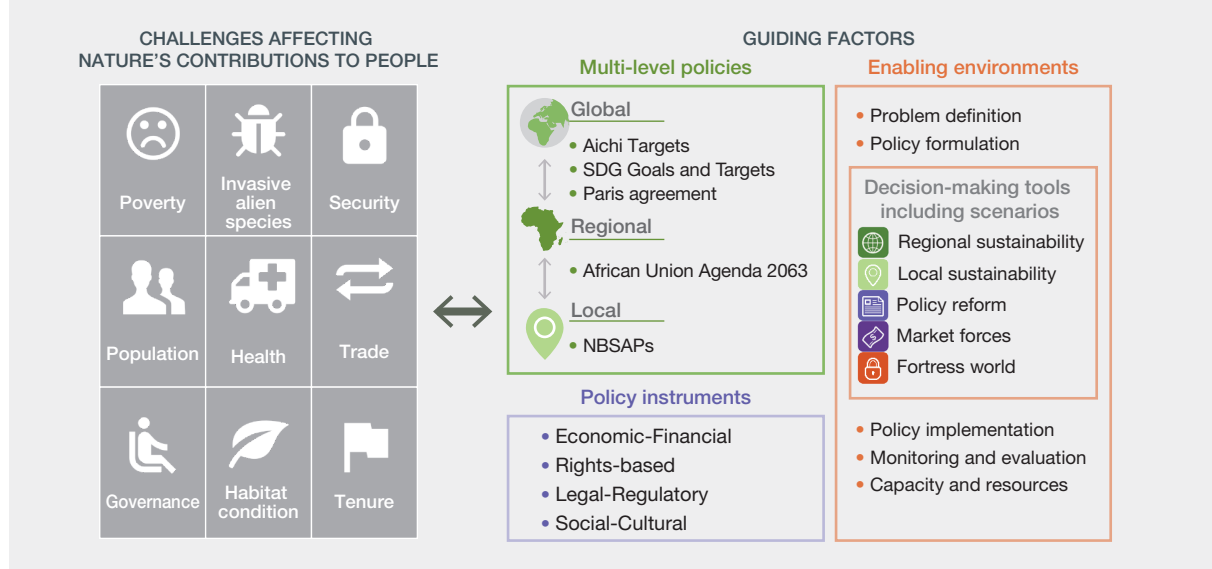 CHALLENGES AFFECTING
NATURE'S CONTRIBUTIONS TO PEOPLE
Poverty
Invasive
alien
species
Security
Population
Health
Trade
Governance
Habitat
condition
Tenure
GUIDING FACTORS
Multi-level policies
Global
• Aichi Targets
• SDG Goals and Targets
• Paris agreement
Regional
• African Union Agenda 2063
Local
• NBSAPs
Policy instruments
• Economic-Financial
• Rights-based
• Legal-Regulatory
• Social-Cultural
Enabling environments
• Problem definition
• Policy formulation
Decision-making tools
including scenarios
Regional sustainability
Local sustainability
Policy reform
Market forces
Fortress world
• Policy implementation
• Monitoring and evaluation
• Capacity and resources